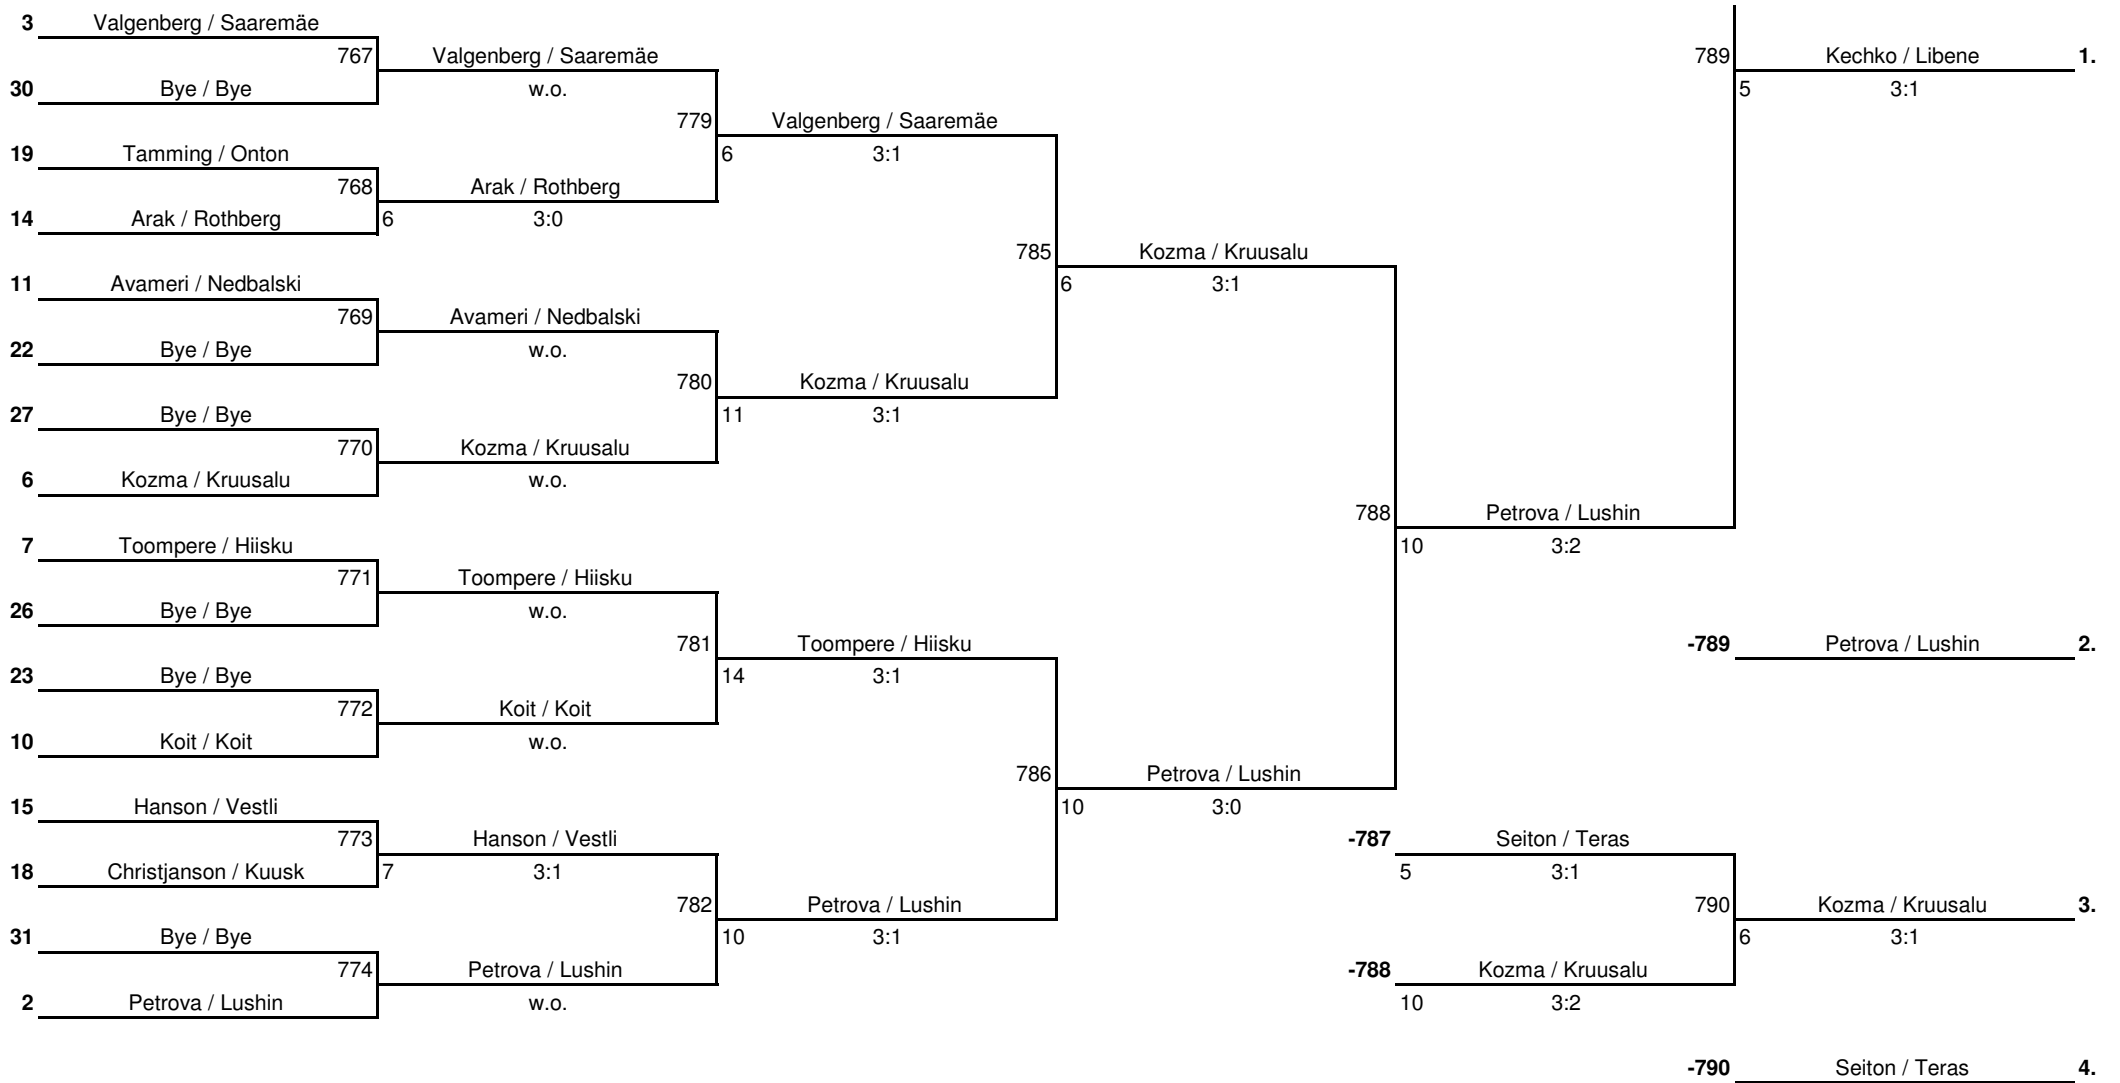 3 Valgenberg / Saaremäe
767 Valgenberg / Saaremäe 789 Kechko / Libene 1.
30 Bye / Bye w.o. 5 3:1
779 Valgenberg / Saaremäe
19 Tamming / Onton 6 3:1
768 Arak / Rothberg
14 Arak / Rothberg 6 3:0
785 Kozma / Kruusalu
11 Avameri / Nedbalski 6 3:1
769 Avameri / Nedbalski
22 Bye / Bye w.o.
780 Kozma / Kruusalu
27 Bye / Bye 11 3:1
770 Kozma / Kruusalu
6 Kozma / Kruusalu w.o.
788 Petrova / Lushin
7 Toompere / Hiisku 10 3:2
771 Toompere / Hiisku
26 Bye / Bye w.o.
781 Toompere / Hiisku -789 Petrova / Lushin 2.
23 Bye / Bye 14 3:1
772 Koit / Koit
10 Koit / Koit w.o.
786 Petrova / Lushin
15 Hanson / Vestli 10 3:0
773 Hanson / Vestli -787 Seiton / Teras
18 Christjanson / Kuusk 7 3:1 5 3:1
782 Petrova / Lushin 790 Kozma / Kruusalu 3.
31 Bye / Bye 10 3:1 6 3:1
774 Petrova / Lushin -788 Kozma / Kruusalu
2 Petrova / Lushin w.o. 10 3:2
-790 Seiton / Teras 4.